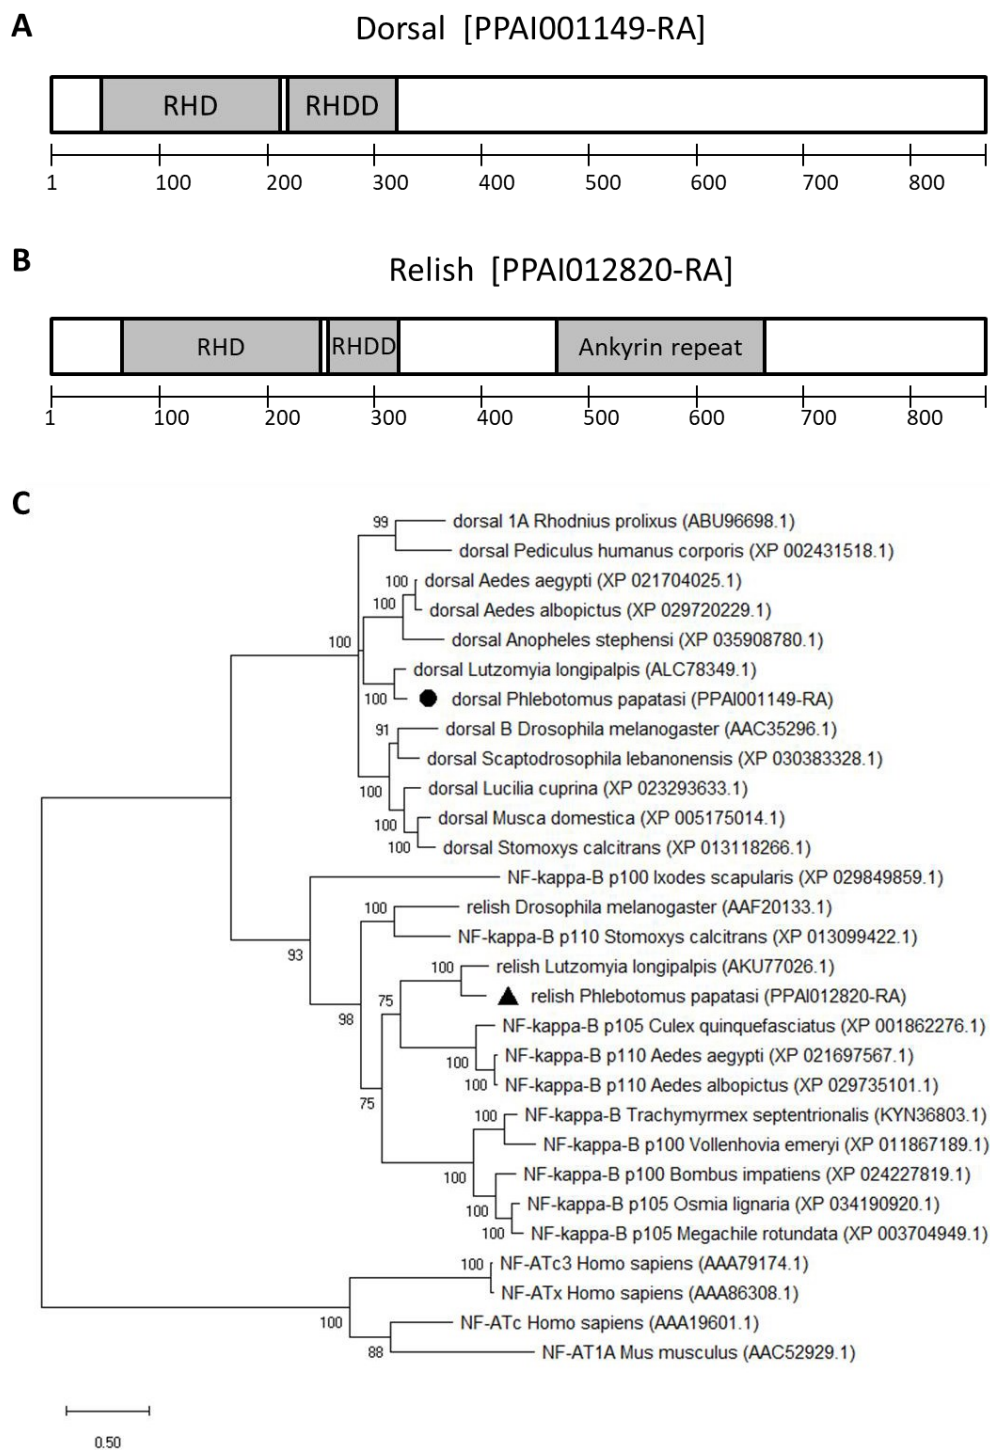 A
Dorsal [PPAI001149-RA]
RHD RHDD
1 100 200 300 400 500 600 700 800
B
Relish [PPAI012820-RA]
RHD RHDD Ankyrin repeat
1 100 200 300 400 500 600 700 800
C
99 dorsal 1A Rhodnius prolixus (ABU96698.1)
dorsal Pediculus humanus corporis (XP 002431518.1)
100 dorsal Aedes aegypti (XP 021704025.1)
100 dorsal Aedes albopictus (XP 029720229.1)
100 dorsal Anopheles stephensi (XP 035908780.1)
dorsal Lutzomyia longipalpis (ALC78349.1)
100 dorsal Phlebotomus papatasi (PPAI001149-RA)
91 dorsal B Drosophila melanogaster (AAC35296.1)
dorsal Scaptodrosophila lebanonensis (XP 030383328.1)
100 dorsal Lucilia cuprina (XP 023293633.1)
100 dorsal Musca domestica (XP 005175014.1)
100 dorsal Stomoxys calcitrans (XP 013118266.1)
NF-kappa-B p100 Ixodes scapularis (XP 029849859.1)
100 relish Drosophila melanogaster (AAF20133.1)
93 NF-kappa-B p110 Stomoxys calcitrans (XP 013099422.1)
100 relish Lutzomyia longipalpis (AKU77026.1)
75 relish Phlebotomus papatasi (PPAI012820-RA)
98 NF-kappa-B p105 Culex quinquefasciatus (XP 001862276.1)
100 NF-kappa-B p110 Aedes aegypti (XP 021697567.1)
100 NF-kappa-B p110 Aedes albopictus (XP 029735101.1)
75 100 NF-kappa-B Trachymyrmex septentrionalis (KYN36803.1)
NF-kappa-B p100 Vollenhovia emeryi (XP 011867189.1)
100 NF-kappa-B p100 Bombus impatiens (XP 024227819.1)
100 NF-kappa-B p105 Osmia lignaria (XP 034190920.1)
100 NF-kappa-B p105 Megachile rotundata (XP 003704949.1)
100 NF-ATc3 Homo sapiens (AAA79174.1)
NF-ATx Homo sapiens (AAA86308.1)
100 NF-ATc Homo sapiens (AAA19601.1)
88 NF-AT1A Mus musculus (AAC52929.1)
0.50